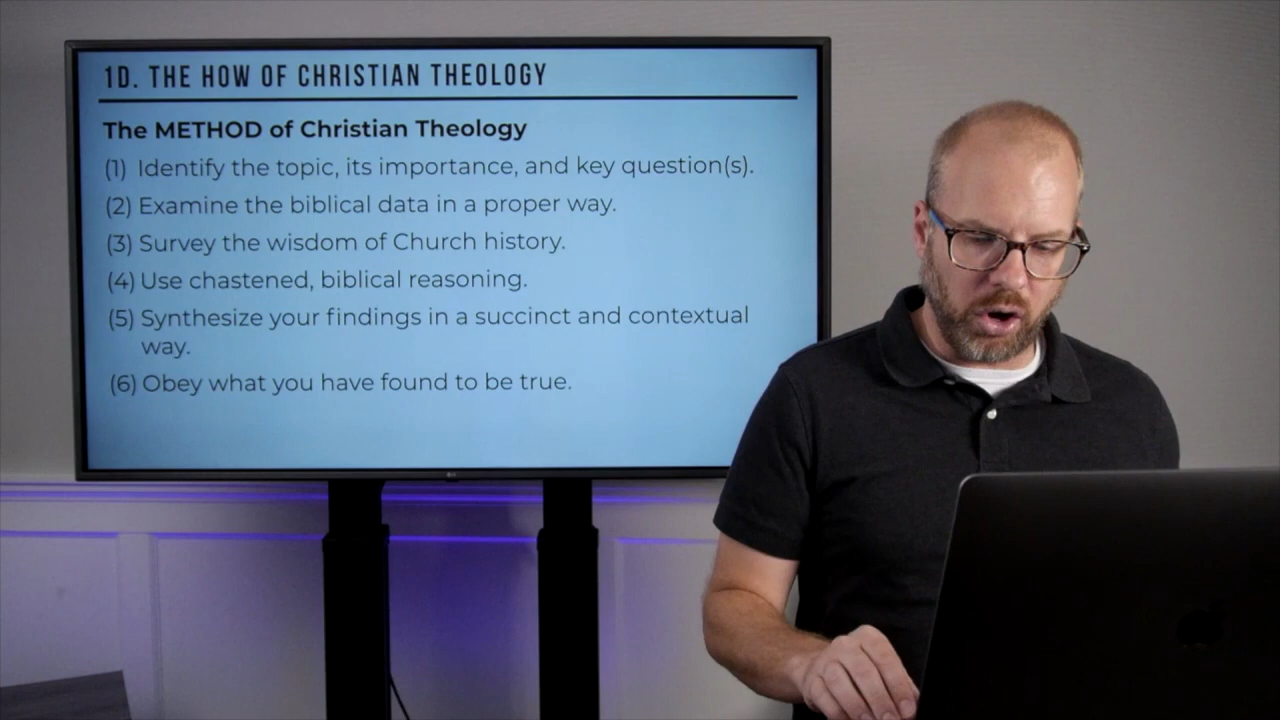 1D. THE HOW OF CHRISTIAN THEOLOGY
The METHOD of Christian Theology
(1) Identify the topic, its importance, and key question(s).
(2) Examine the biblical data in a proper way.
(3) Survey the wisdom of Church history.
(4) Use chastened, biblical reasoning.
(5) Synthesize your findings in a succinct and contextual
way.
(6) Obey what you have found to be true.